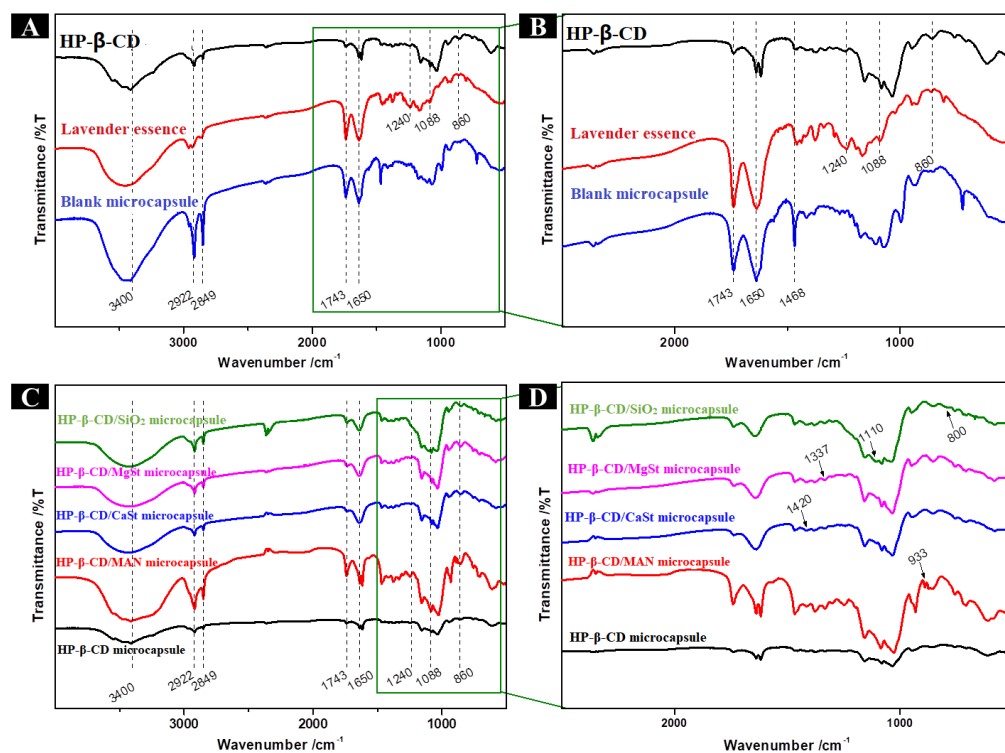 A
HP-β-CD
Lavender essence
Blank microcapsule
3400
2922
2849
1743
1650
1240
1088
860
3000
2000
1000
Wavenumber /cm-1
Transmittance /%T
B
HP-β-CD
Lavender essence
Blank microcapsule
1743
1650
1468
1240
1088
860
2000
1000
Wavenumber /cm-1
Transmittance /%T
C
HP-β-CD/SiO2 microcapsule
HP-β-CD/MgSt microcapsule
HP-β-CD/CaSt microcapsule
HP-β-CD/MAN microcapsule
HP-β-CD microcapsule
3400
2922
2849
1743
1650
1240
1088
860
3000
2000
1000
Wavenumber /cm-1
Transmittance /%T
D
HP-β-CD/SiO2 microcapsule
1110
800
HP-β-CD/MgSt microcapsule
1337
HP-β-CD/CaSt microcapsule
1420
HP-β-CD/MAN microcapsule
933
HP-β-CD microcapsule
2000
1000
Wavenumber /cm-1
Transmittance /%T